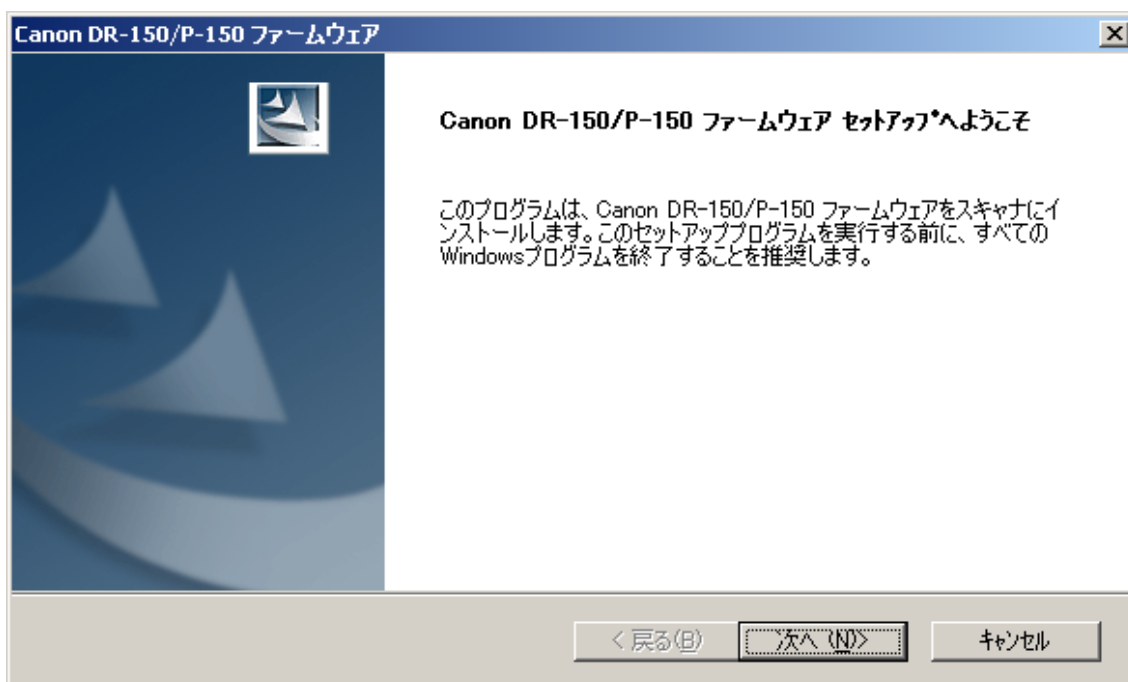 Canon DR-150/P-150 ファームウェア
Canon DR-150/P-150 ファームウェア セットアップへようこそ
このプログラムは、Canon DR-150/P-150 ファームウェアをスキャナにイ
ンストールします。このセットアッププログラムを実行する前に、すべての
Windowsプログラムを終了することを推奨します。
< 戻る(B)
次へ (N)>
キャンセル